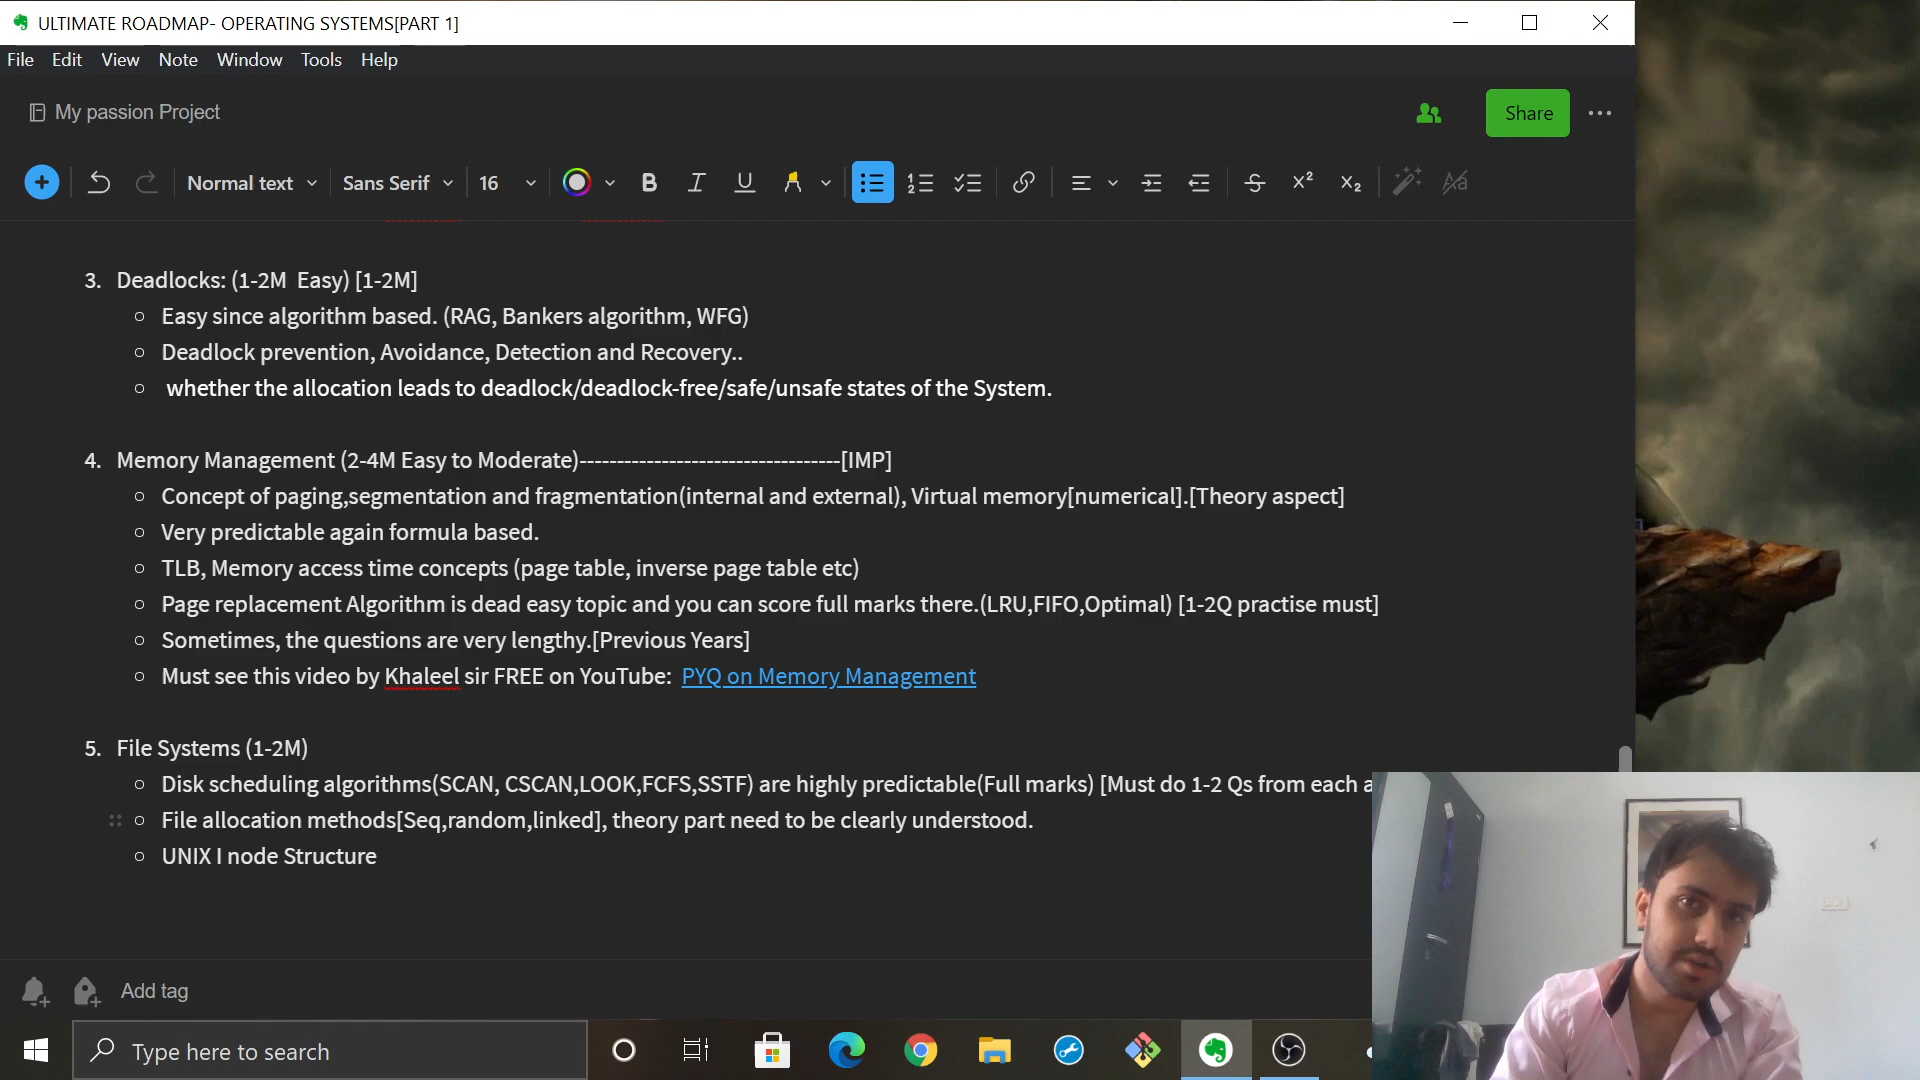 ULTIMATE ROADMAP- OPERATING SYSTEMS[PART 1]
File Edit View Note Window Tools Help
My passion Project
Share
Normal text Sans Serif 16
3. Deadlocks: (1-2M  Easy) [1-2M]
Easy since algorithm based. (RAG, Bankers algorithm, WFG)
Deadlock prevention, Avoidance, Detection and Recovery..
whether the allocation leads to deadlock/deadlock-free/safe/unsafe states of the System.
4. Memory Management (2-4M Easy to Moderate)-----------------------------------[IMP]
Concept of paging,segmentation and fragmentation(internal and external), Virtual memory[numerical].[Theory aspect]
Very predictable again formula based.
TLB, Memory access time concepts (page table, inverse page table etc)
Page replacement Algorithm is dead easy topic and you can score full marks there.(LRU,FIFO,Optimal) [1-2Q practise must]
Sometimes, the questions are very lengthy.[Previous Years]
Must see this video by Khaleel sir FREE on YouTube:  PYQ on Memory Management
5. File Systems (1-2M)
Disk scheduling algorithms(SCAN, CSCAN,LOOK,FCFS,SSTF) are highly predictable(Full marks) [Must do 1-2 Qs from each
File allocation methods[Seq,random,linked], theory part need to be clearly understood.
UNIX I node Structure
Add tag
Type here to search